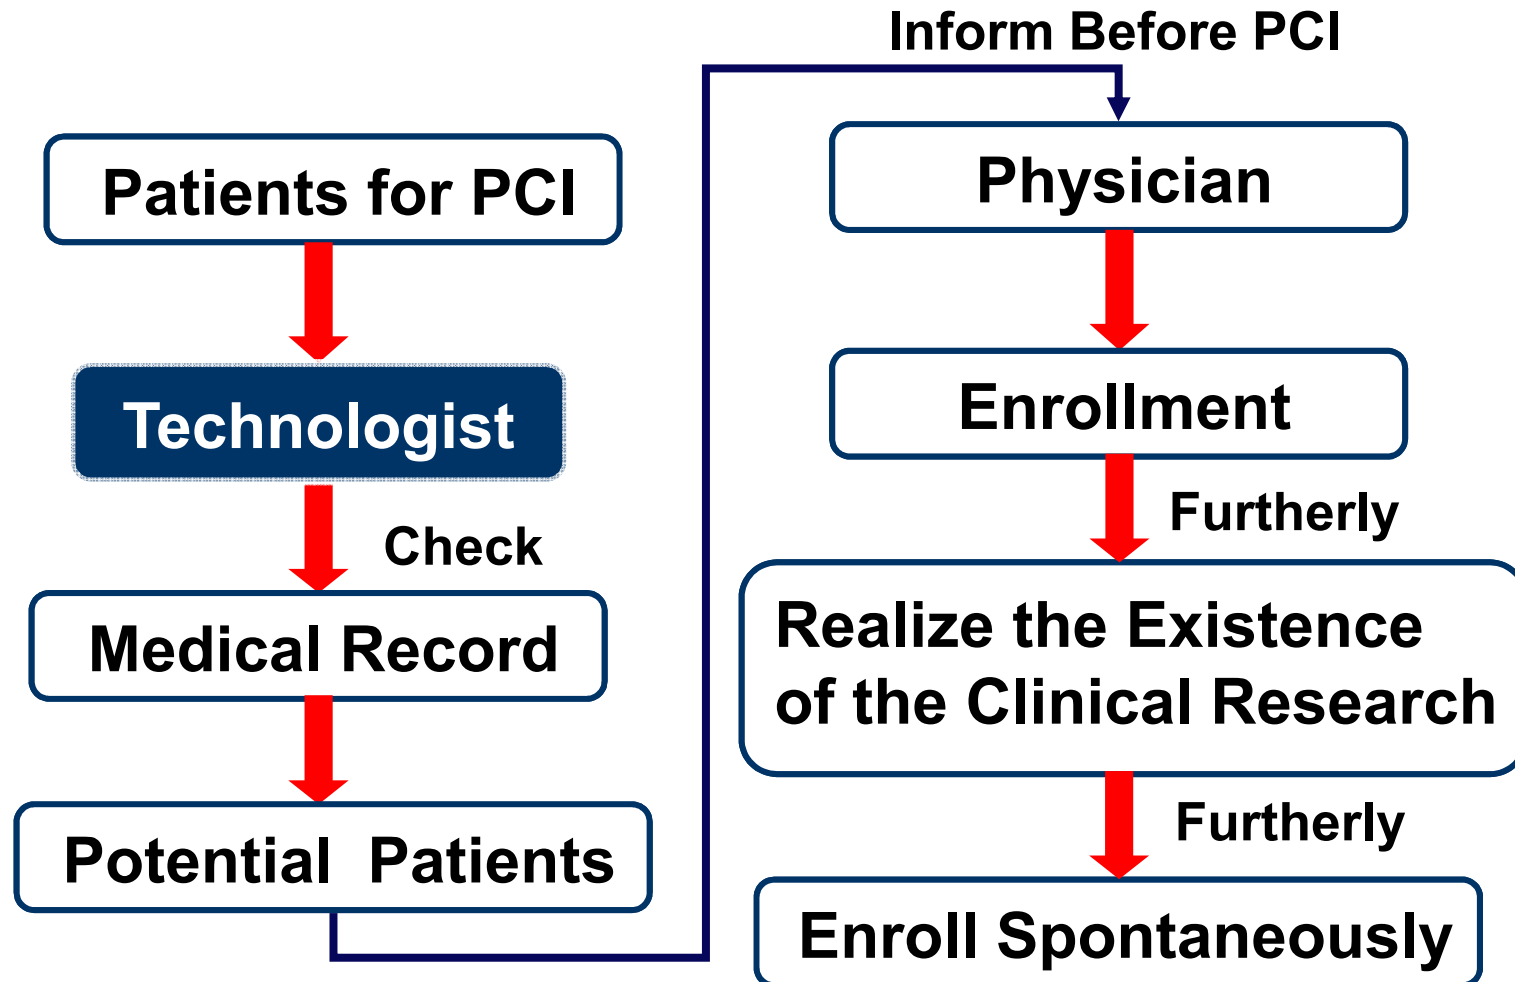 Patients for PCI
Technologist
Check
Medical Record
Potential Patients
Inform Before PCI
Physician
Enrollment
Furtherly
Realize the Existence
of the Clinical Research
Furtherly
Enroll Spontaneously